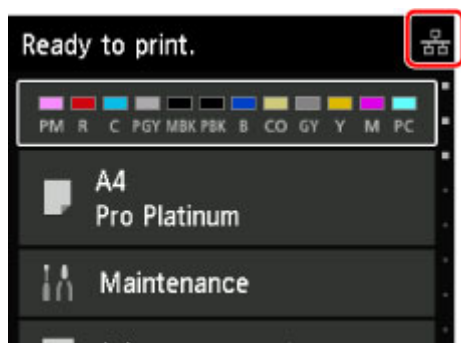 Ready to print.
PM R C PGY MBK PBK B CO GY Y M PC
A4
Pro Platinum
Maintenance